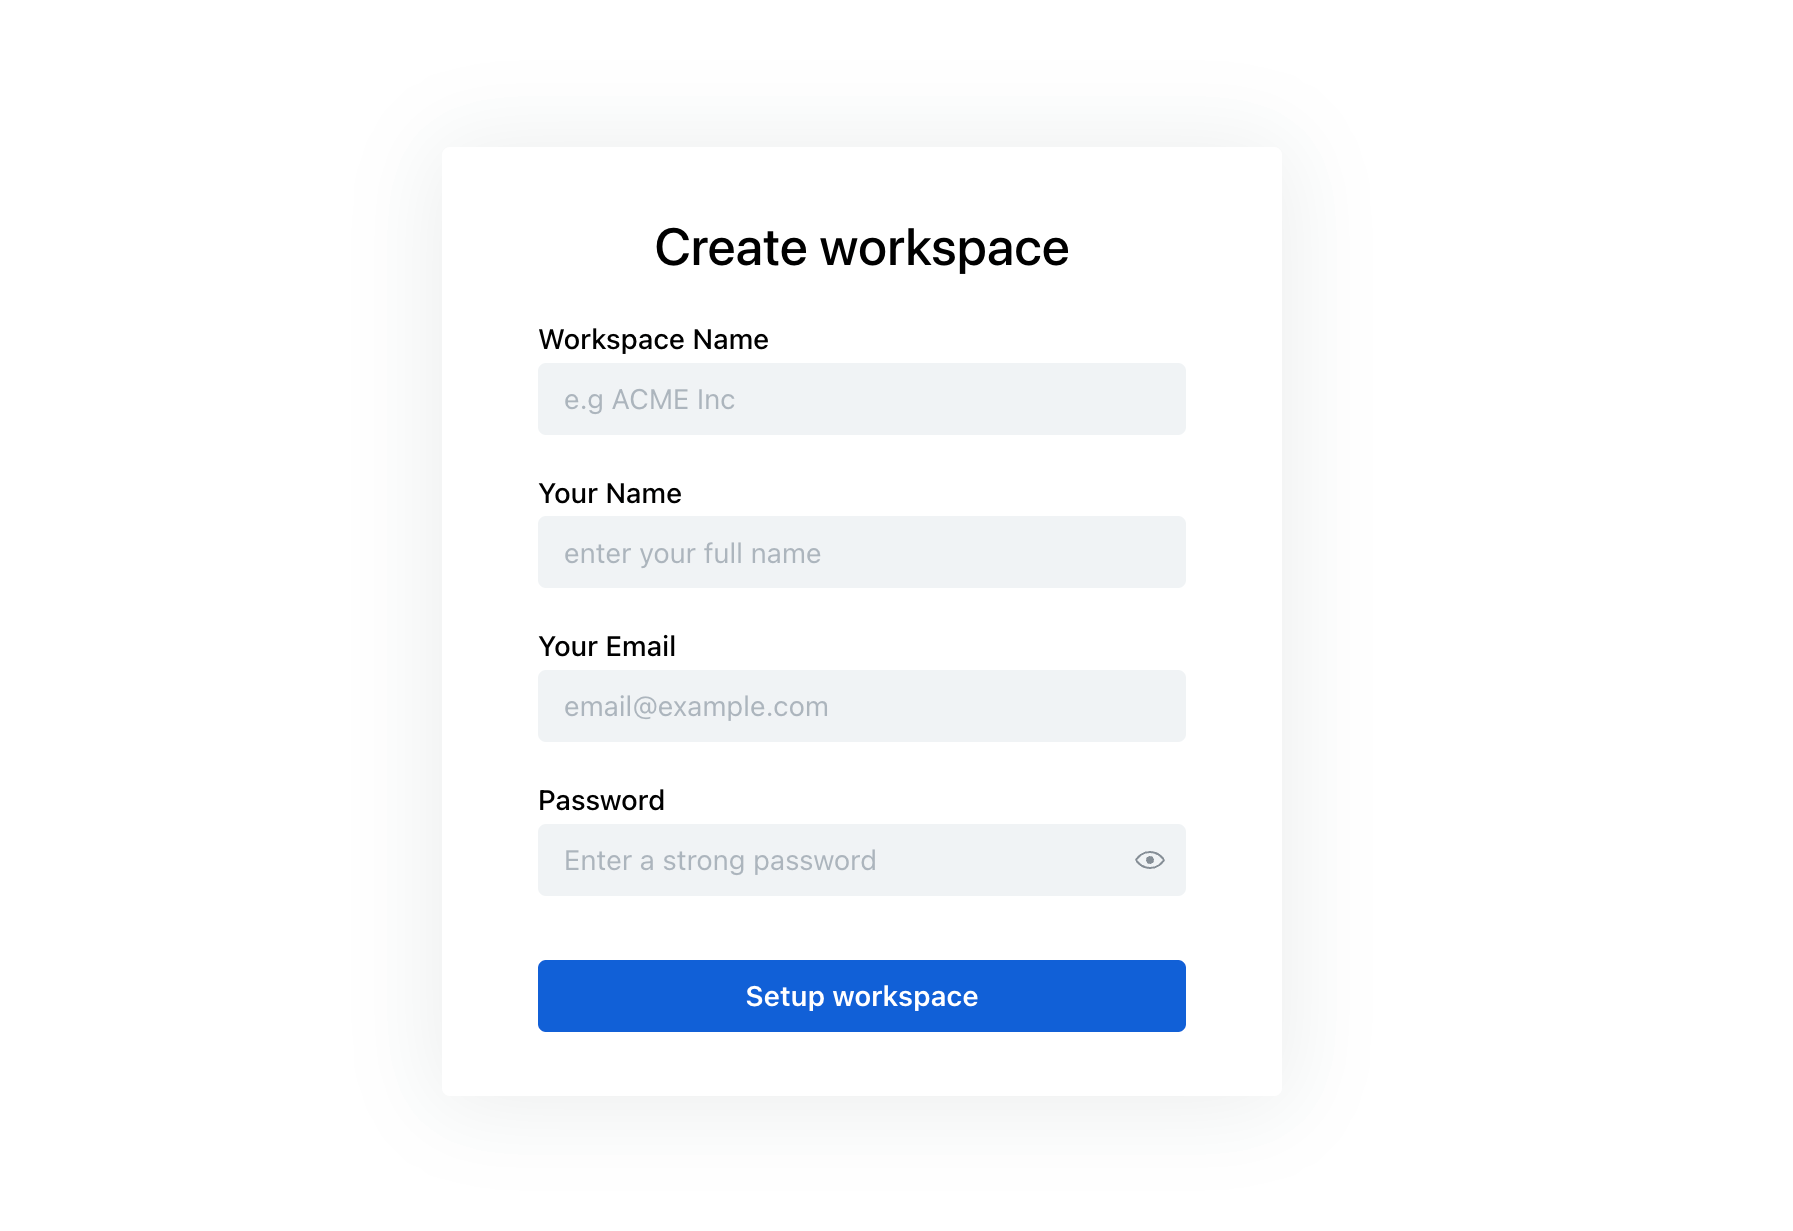 Create workspace
Workspace Name
e.g ACME Inc
Your Name
enter your full name
Your Email
email@example.com
Password
Enter a strong password
Setup workspace